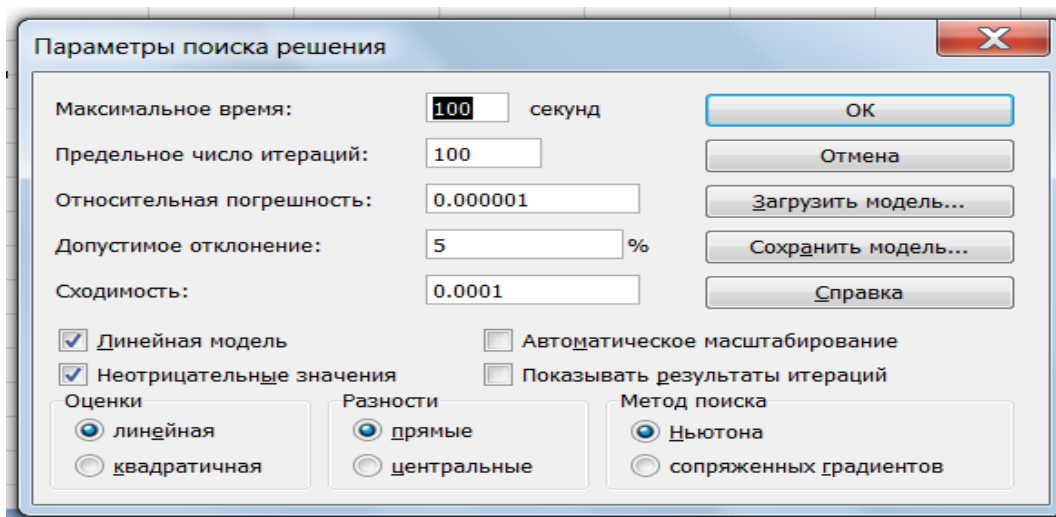 Параметры поиска решения
Максимальное время: 100 секунд
ОК
Предельное число итераций: 100
Отмена
Относительная погрешность: 0.000001
Загрузить модель...
Допустимое отклонение: 5 %
Сохранить модель...
Сходимость: 0.0001
Справка
Линейная модель
Автоматическое масштабирование
Неотрицательные значения
Показывать результаты итераций
Оценки
линейная
квадратичная
Разности
прямые
центральные
Метод поиска
Ньютона
сопряженных градиентов